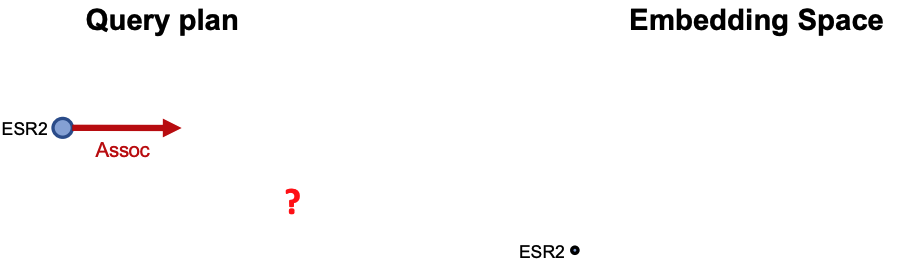 Query plan
Embedding Space
ESR2
Assoc
?
ESR2